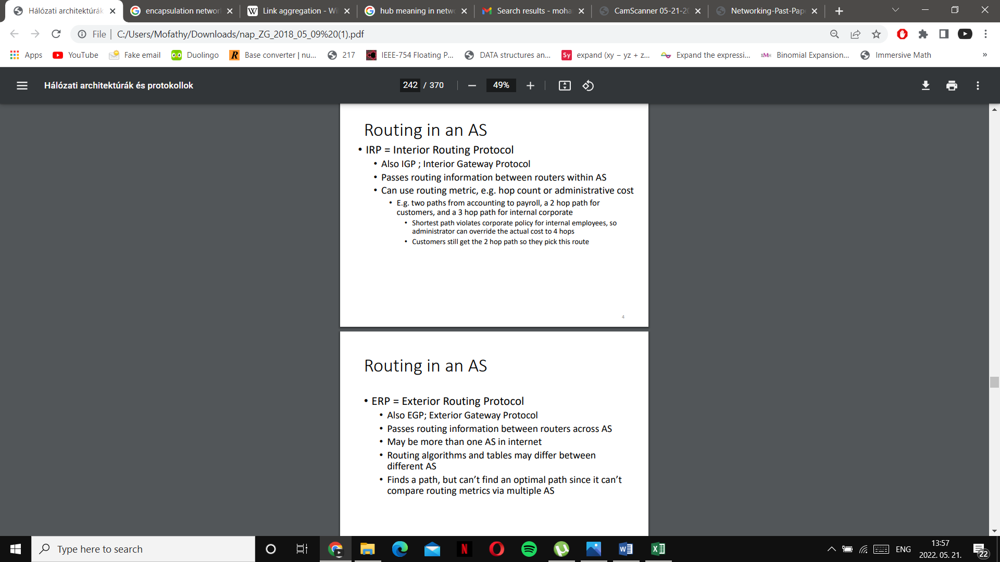 Hálózati architektúrák
encapsulation networ
Link aggregation - Wi
hub meaning in netw
Search results - moha
CamScanner 05-21-20
Networking-Past-Pap
File
C:/Users/Mofathy/Downloads/nap_ZG_2018_05_09%20(1).pdf
Apps
YouTube
Fake email
Duolingo
Base converter | nu...
217
IEEE-754 Floating P...
DATA structures an...
Sy
expand (xy − yz + z...
Expand the expressi...
Binomial Expansion...
Immersive Math
»
Hálózati architektúrák és protokollok
242 / 370
49%
Routing in an AS
• IRP = Interior Routing Protocol
• Also IGP ; Interior Gateway Protocol
• Passes routing information between routers within AS
• Can use routing metric, e.g. hop count or administrative cost
• E.g. two paths from accounting to payroll, a 2 hop path for
customers, and a 3 hop path for internal corporate
• Shortest path violates corporate policy for internal employees, so
administrator can override the actual cost to 4 hops
• Customers still get the 2 hop path so they pick this route
4
Routing in an AS
• ERP = Exterior Routing Protocol
• Also EGP; Exterior Gateway Protocol
• Passes routing information between routers across AS
• May be more than one AS in internet
• Routing algorithms and tables may differ between
different AS
• Finds a path, but can’t find an optimal path since it can’t
compare routing metrics via multiple AS
Type here to search
ENG
13:57
2022. 05. 21.
22